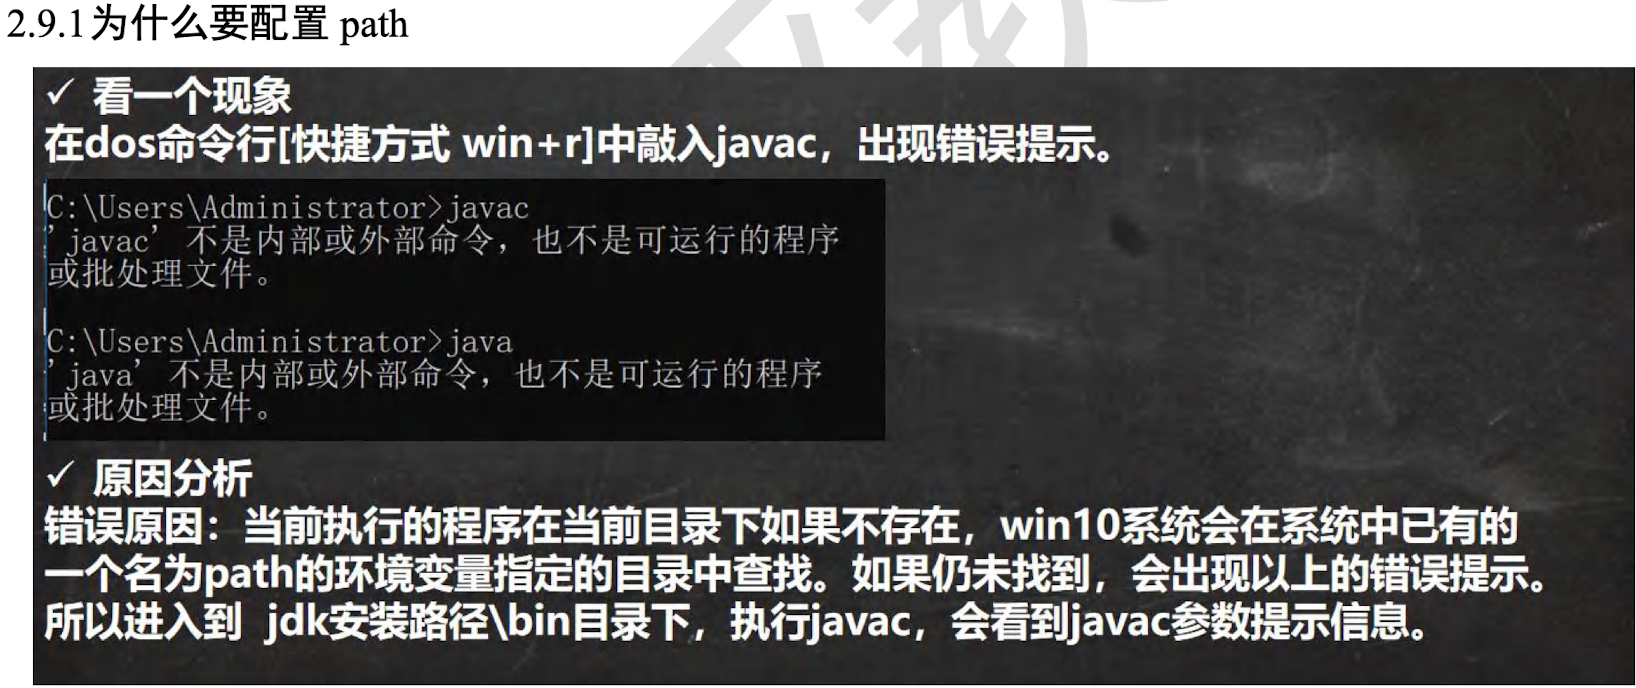 2.9.1为什么要配置 path
✓ 看一个现象
在dos命令行[快捷方式 win+r]中敲入javac，出现错误提示。
C:\Users\Administrator>javac
'javac' 不是内部或外部命令，也不是可运行的程序
或批处理文件。
C:\Users\Administrator>java
'java' 不是内部或外部命令，也不是可运行的程序
或批处理文件。
✓ 原因分析
错误原因：当前执行的程序在当前目录下如果不存在，win10系统会在系统中已有的
一个名为path的环境变量指定的目录中查找。如果仍未找到，会出现以上的错误提示。
所以进入到 jdk安装路径\bin目录下，执行javac，会看到javac参数提示信息。